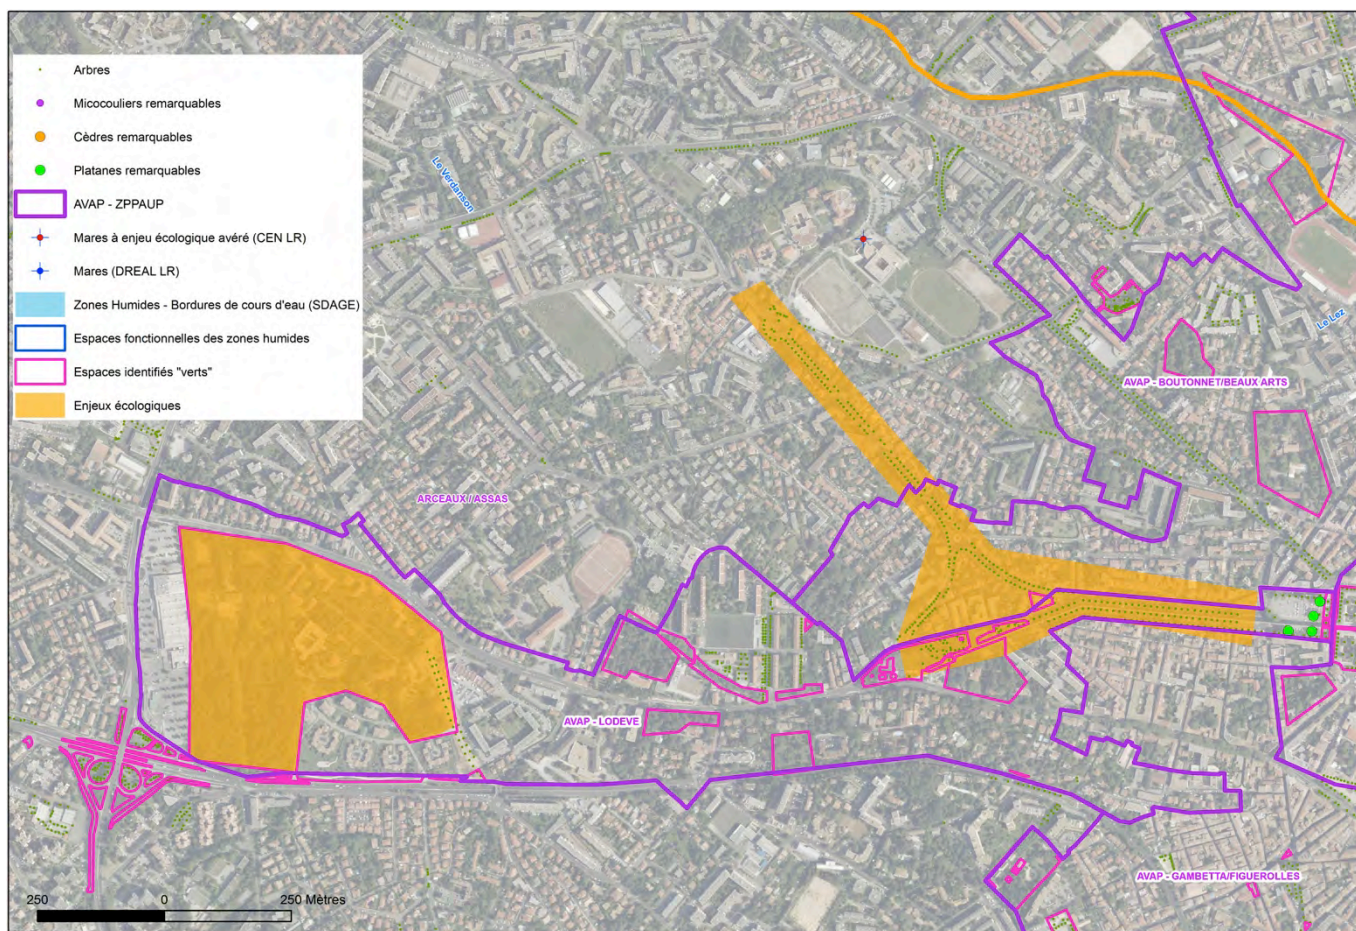 Arbres
Micocouliers remarquables
Cèdres remarquables
Platanes remarquables
AVAP - ZPPAUP
Mares à enjeu écologique avéré (CEN LR)
Mares (DREAL LR)
Zones Humides - Bordures de cours d'eau (SDAGE)
Espaces fonctionnelles des zones humides
Espaces identifiés "verts"
Enjeux écologiques
Le Verdanson
Le Lez
AVAP - BOUTONNET/BEAUX ARTS
ARCEAUX / ASSAS
AVAP - LODEVE
AVAP - GAMBETTA/FIGUEROLLES
250 0 250 Mètres